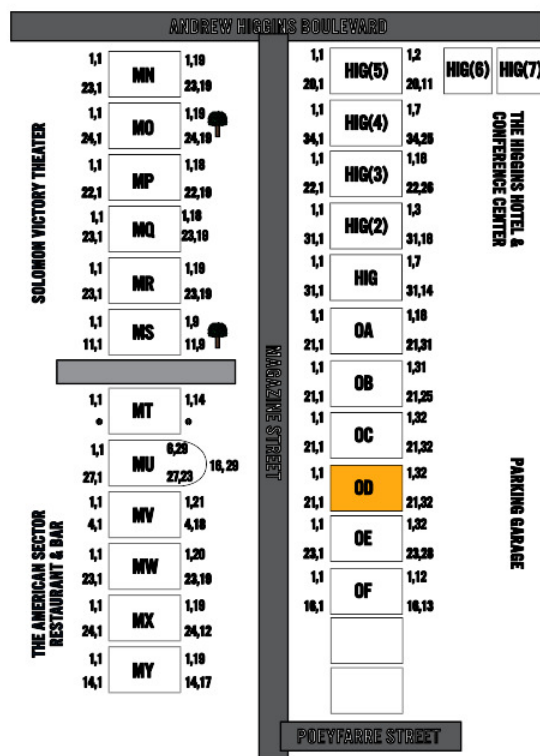 ANDREW HIGGINS BOULEVARD
SOLOMON VICTORY THEATER
1,1 1,19
MN
23,1 23,19
1,1 1,19
MO
24,1 24,19
1,1 1,18
MP
22,1 22,19
1,1 1,18
MQ
23,1 23,19
1,1 1,19
MR
23,1 23,19
1,1 1,9
MS
11,1 11,9
THE AMERICAN SECTOR
RESTAURANT & BAR
1,1 1,14
MT
1,1 6,29
MU 16,29
27,1 27,23
1,1 1,21
MV
4,1 4,18
1,1 1,20
MW
23,1 23,19
1,1 1,19
MX
24,1 24,12
1,1 1,19
MY
14,1 14,17
MAGAZINE STREET
1,1 1,2
HIG(5) HIG(6) HIG(7)
20,1 20,11
1,1 1,7
HIG(4)
34,1 34,25
1,1 1,16
HIG(3)
22,1 22,26
1,1 1,3
HIG(2)
31,1 31,16
1,1 1,7
HIG
31,1 31,14
1,1 1,18
OA
21,1 21,31
1,1 1,31
OB
21,1 21,25
1,1 1,32
OC
21,1 21,32
1,1 1,32
OD
21,1 21,32
1,1 1,32
OE
23,1 23,28
1,1 1,12
OF
16,1 16,13
THE HIGGINS HOTEL &
CONFERENCE CENTER
PARKING GARAGE
POEYFARRE STREET